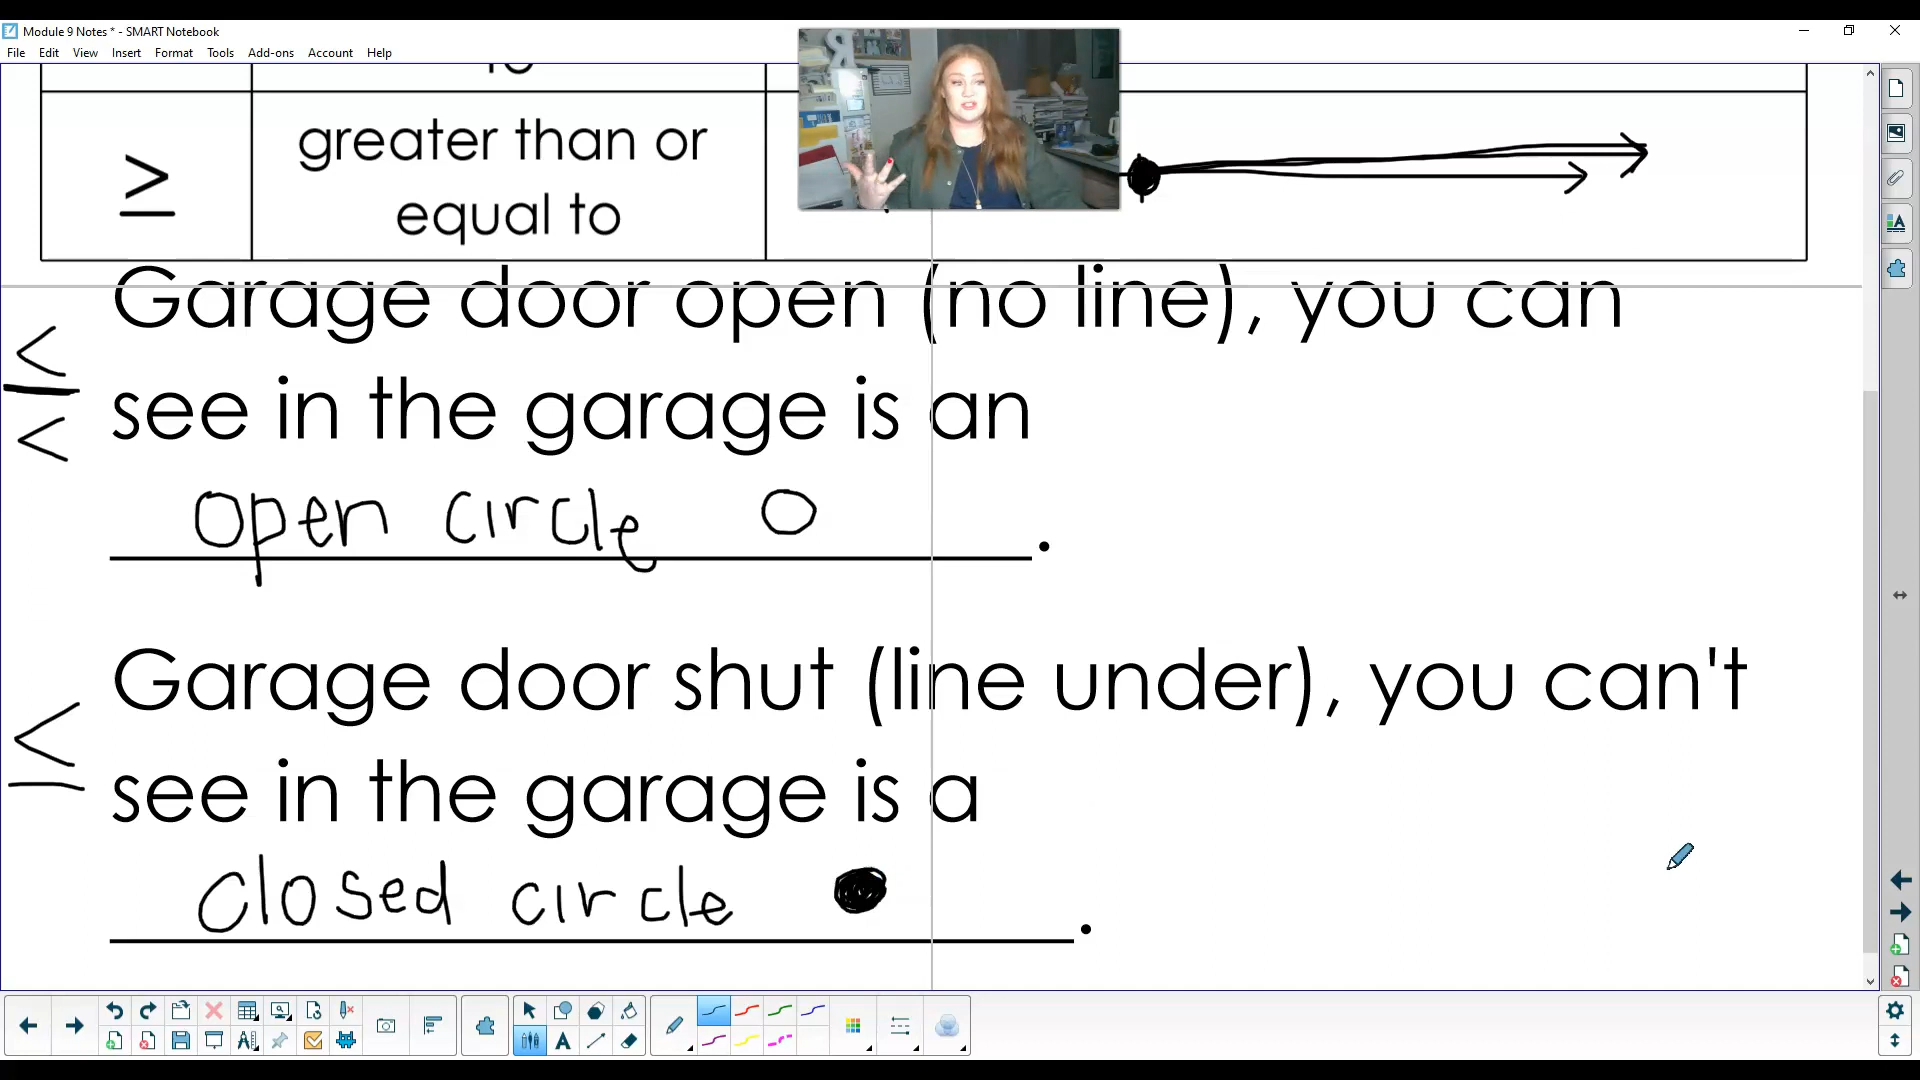 Module 9 Notes * - SMART Notebook
File Edit View Insert Format Tools Add-ons Account Help
to
≥ greater than or
equal to
Garage door open (no line), you can
see in the garage is an
open circle
.
Garage door shut (line under), you can't
see in the garage is a
closed circle
.
≤
<
≤